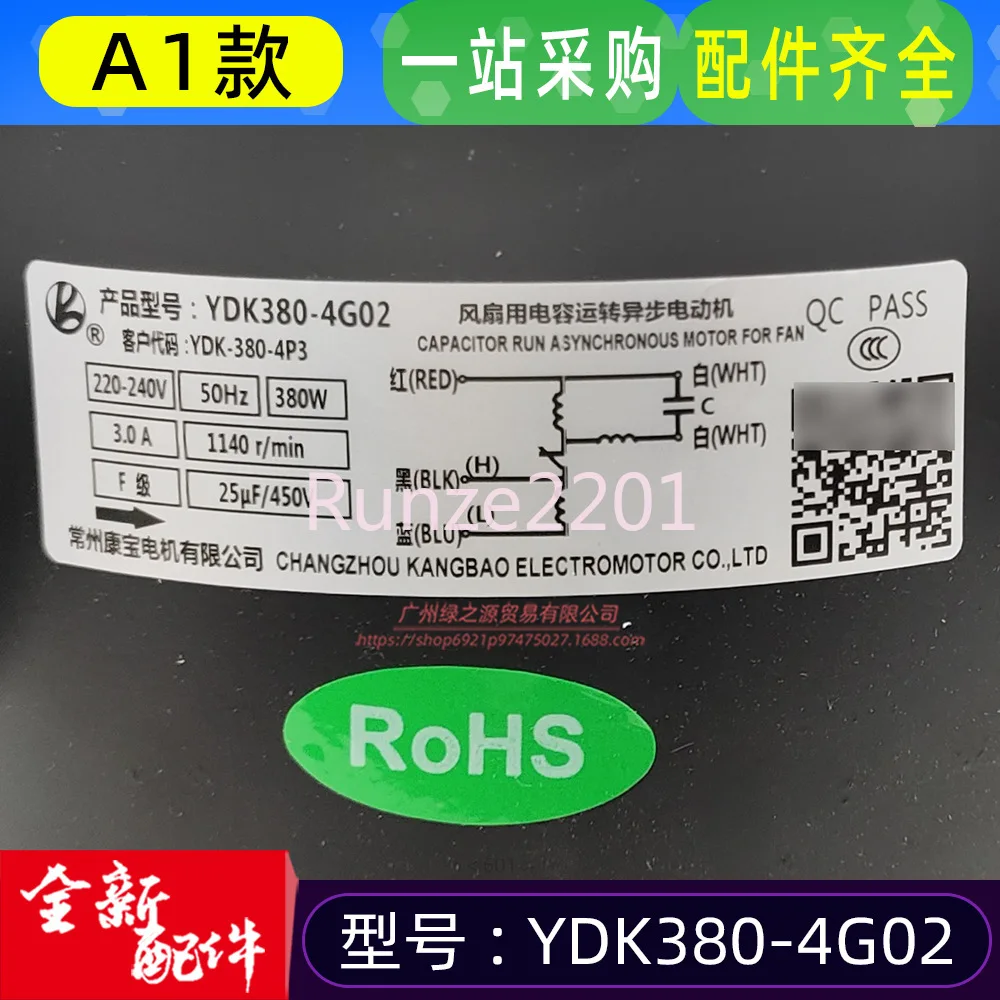 A1款
一站采购
配件齐全
产品型号：YDK380-4G02
客户代码：YDK-380-4P3
220-240V 50Hz 380W
3.0 A 1140 r/min
F 级 25μF/450V
风扇用电容运转异步电动机
CAPACITOR RUN ASYNCHRONOUS MOTOR FOR FAN
QC PASS
红(RED)
白(WHT)
C
白(WHT)
黑(BLK) (H)
蓝(BLU) (L)
Runze2201
常州康宝电机有限公司 CHANGZHOU KANGBAO ELECTROMOTOR CO.,LTD
广州绿之源贸易有限公司
https://shop6921p97475027.1688.com
RoHS
全新
配件
型号：YDK380-4G02